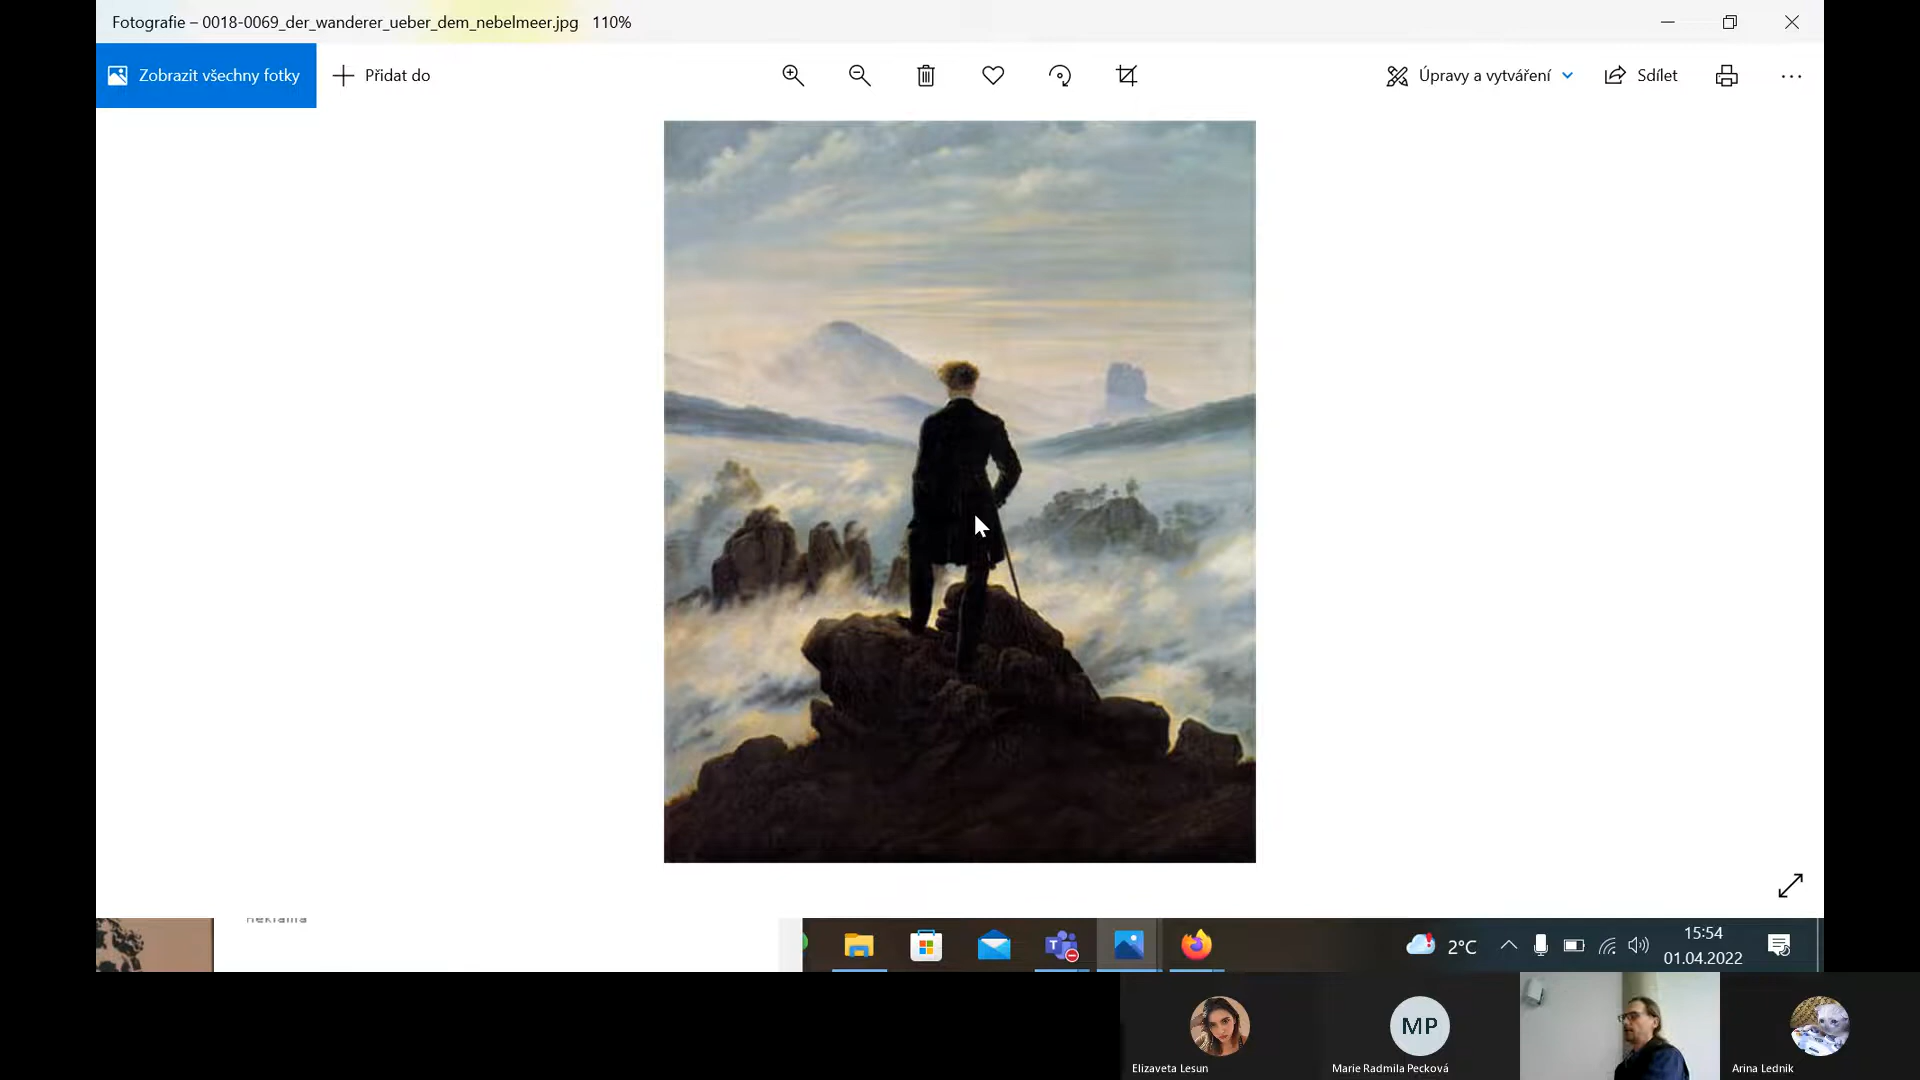 Fotografie – 0018-0069_der_wanderer_ueber_dem_nebelmeer.jpg 110%
Zobrazit všechny fotky
Přidat do
Úpravy a vytváření
Sdílet
2°C
15:54
01.04.2022
MP
Elizaveta Lesun
Marie Radmila Pecková
Arina Lednik